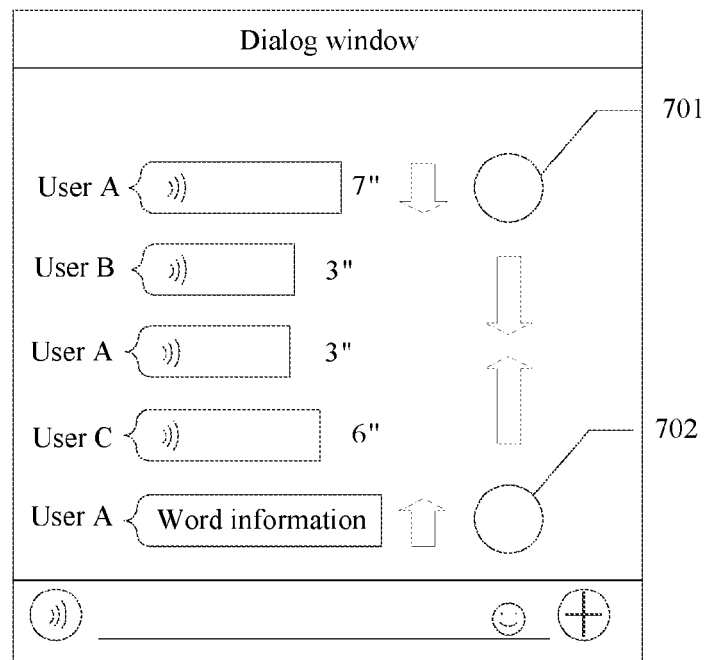 Dialog window
701
User A 7"
User B 3"
User A 3"
User C 6"
702
User A Word information